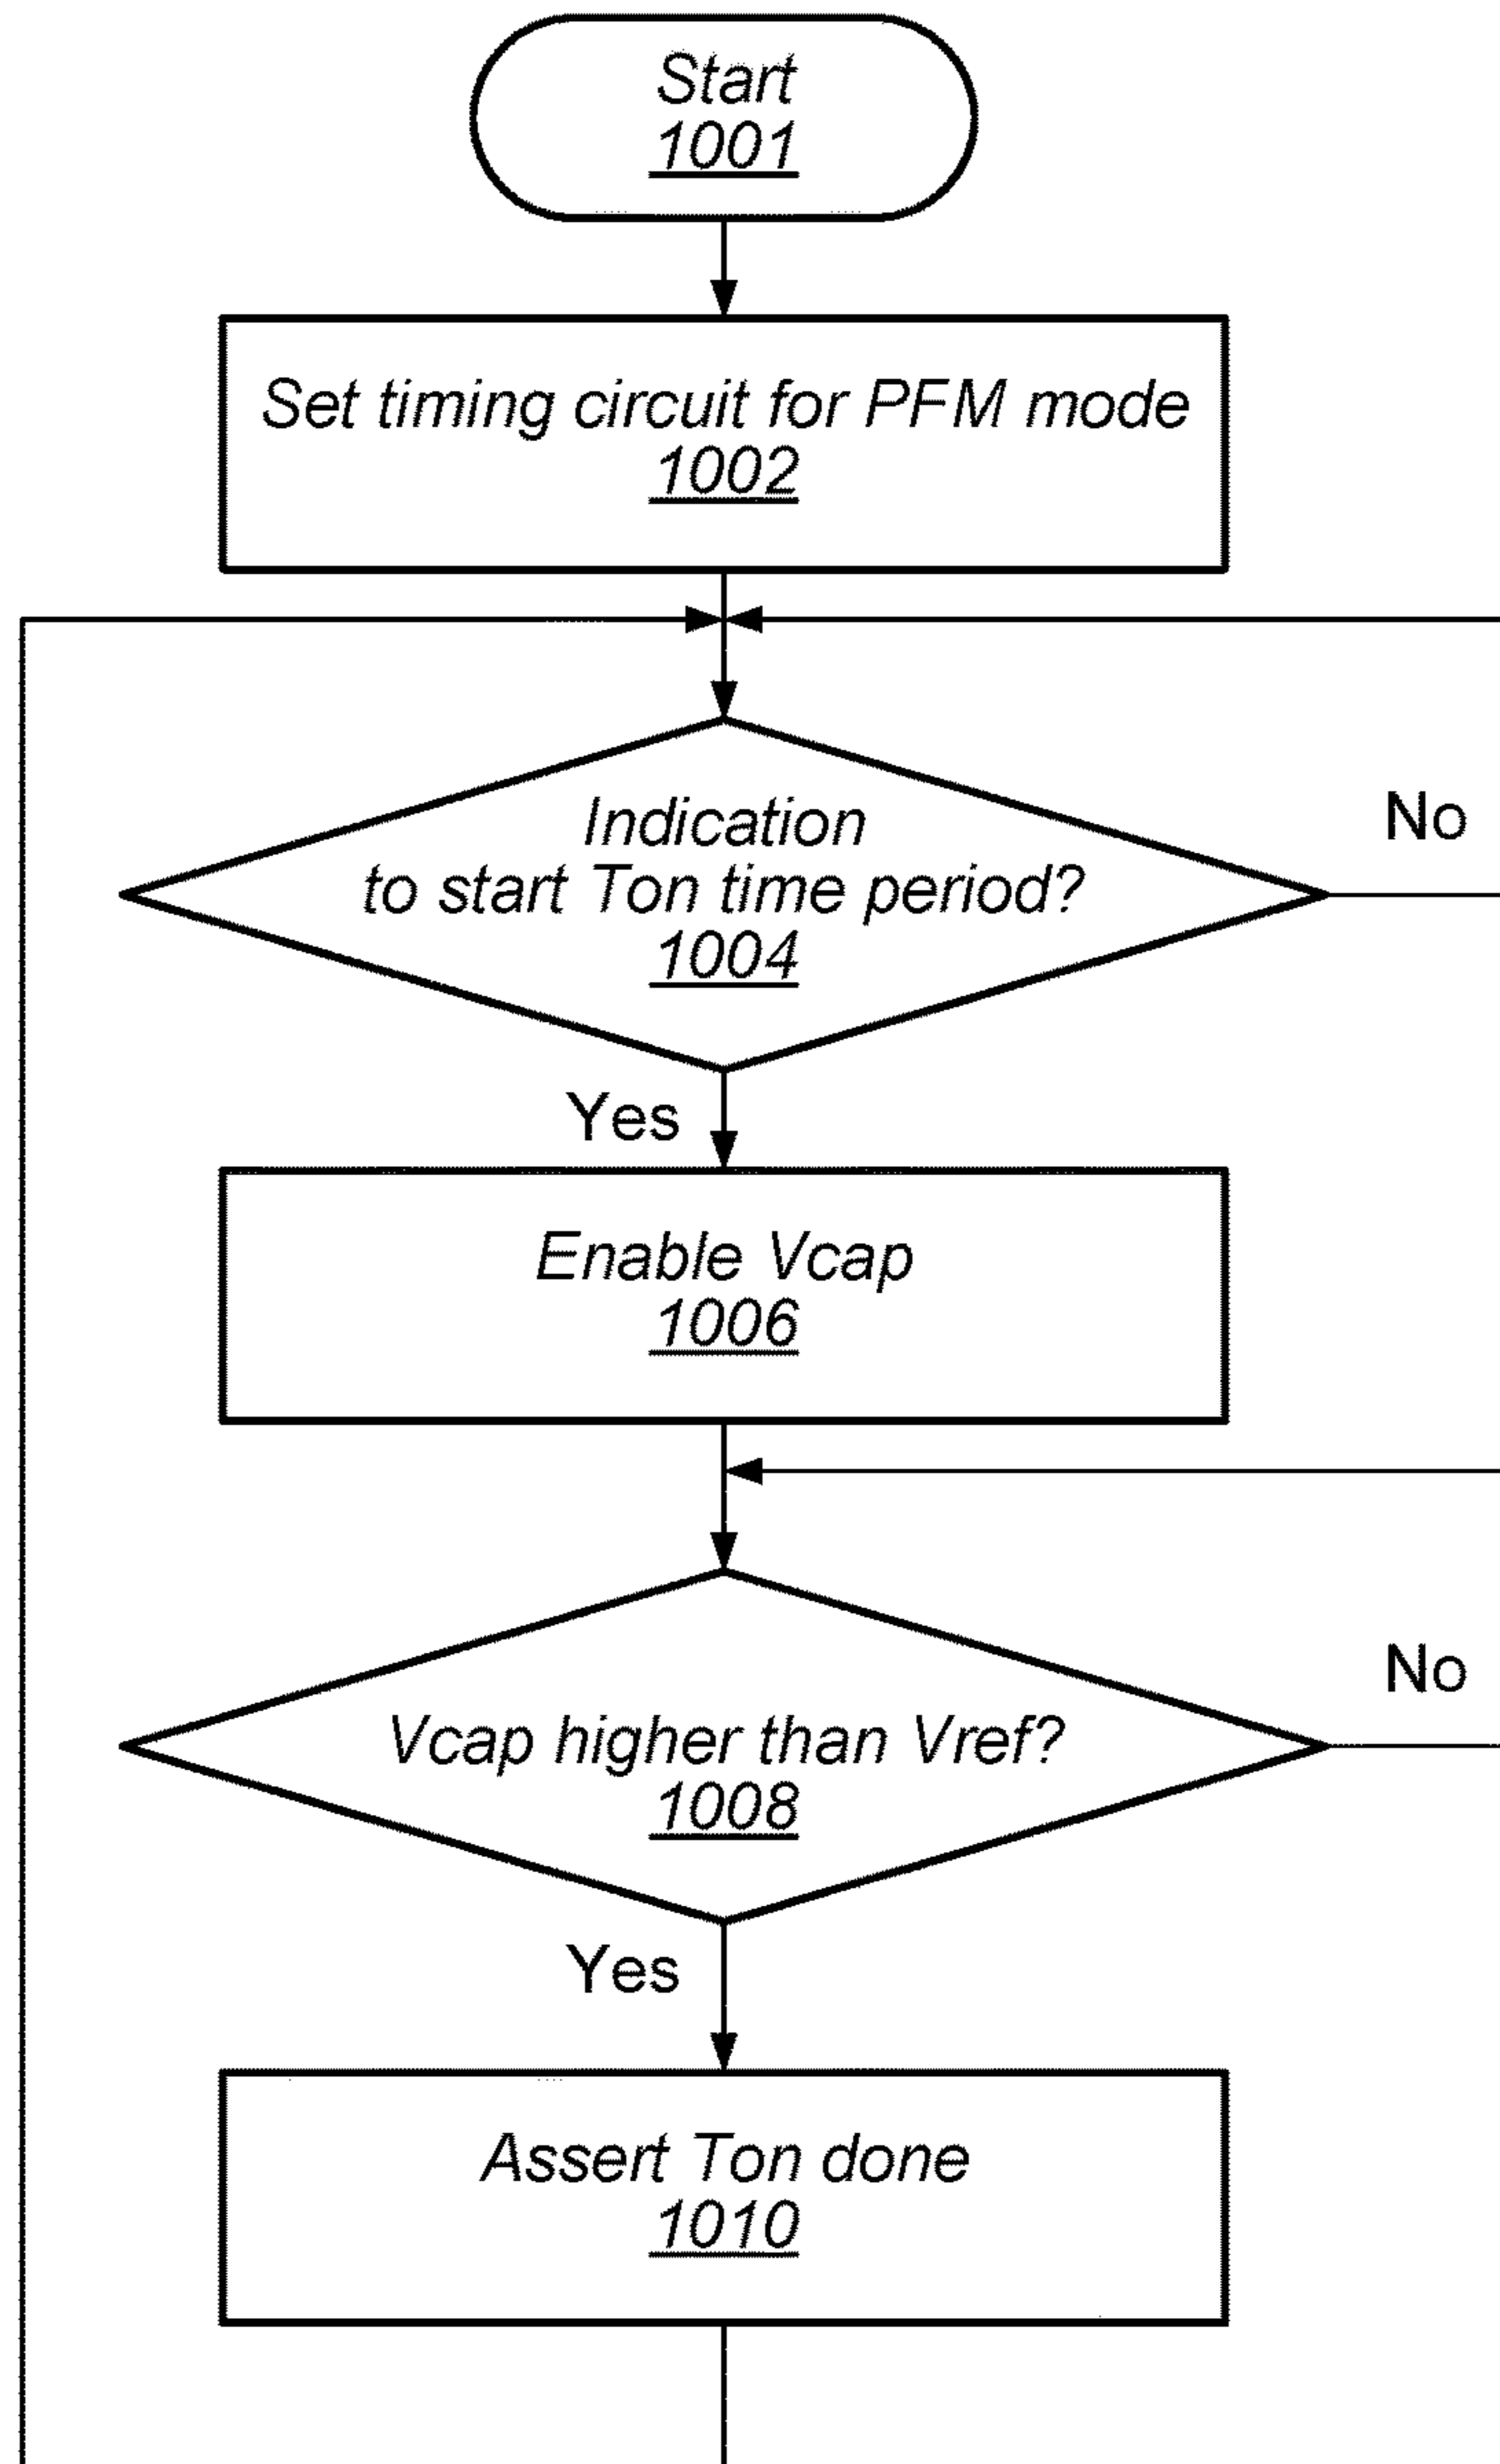 Start
1001
Set timing circuit for PFM mode
1002
Indication
to start Ton time period?
1004
No
Yes
Enable Vcap
1006
Vcap higher than Vref?
1008
No
Yes
Assert Ton done
1010